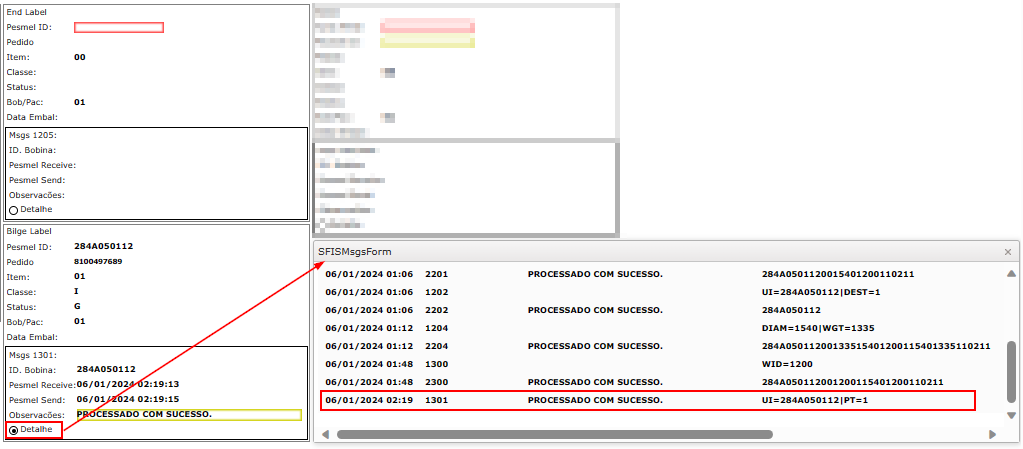 End Label
Pesmel ID:
Pedido
Item: 00
Classe:
Status:
Bob/Pac: 01
Data Embal:
Msgs 1205:
ID. Bobina:
Pesmel Receive:
Pesmel Send:
Observacões:
Detalhe
Bilge Label
Pesmel ID: 284A050112
Pedido 8100497689
Item: 01
Classe: I
Status: G
Bob/Pac: 01
Data Embal:
Msgs 1301:
ID. Bobina: 284A050112
Pesmel Receive: 06/01/2024 02:19:13
Pesmel Send: 06/01/2024 02:19:15
Observacões: PROCESSADO COM SUCESSO.
Detalhe
SFISMsgsForm ×
06/01/2024 01:06 2201 PROCESSADO COM SUCESSO. 284A0501120015401200110211
06/01/2024 01:06 1202 UI=284A050112|DEST=1
06/01/2024 01:06 2202 PROCESSADO COM SUCESSO. 284A050112
06/01/2024 01:12 1204 DIAM=1540|WGT=1335
06/01/2024 01:12 2204 PROCESSADO COM SUCESSO. 284A05011200133515401200115401335110211
06/01/2024 01:48 1300 WID=1200
06/01/2024 01:48 2300 PROCESSADO COM SUCESSO. 284A050112001200115401200110211
06/01/2024 02:19 1301 PROCESSADO COM SUCESSO. UI=284A050112|PT=1